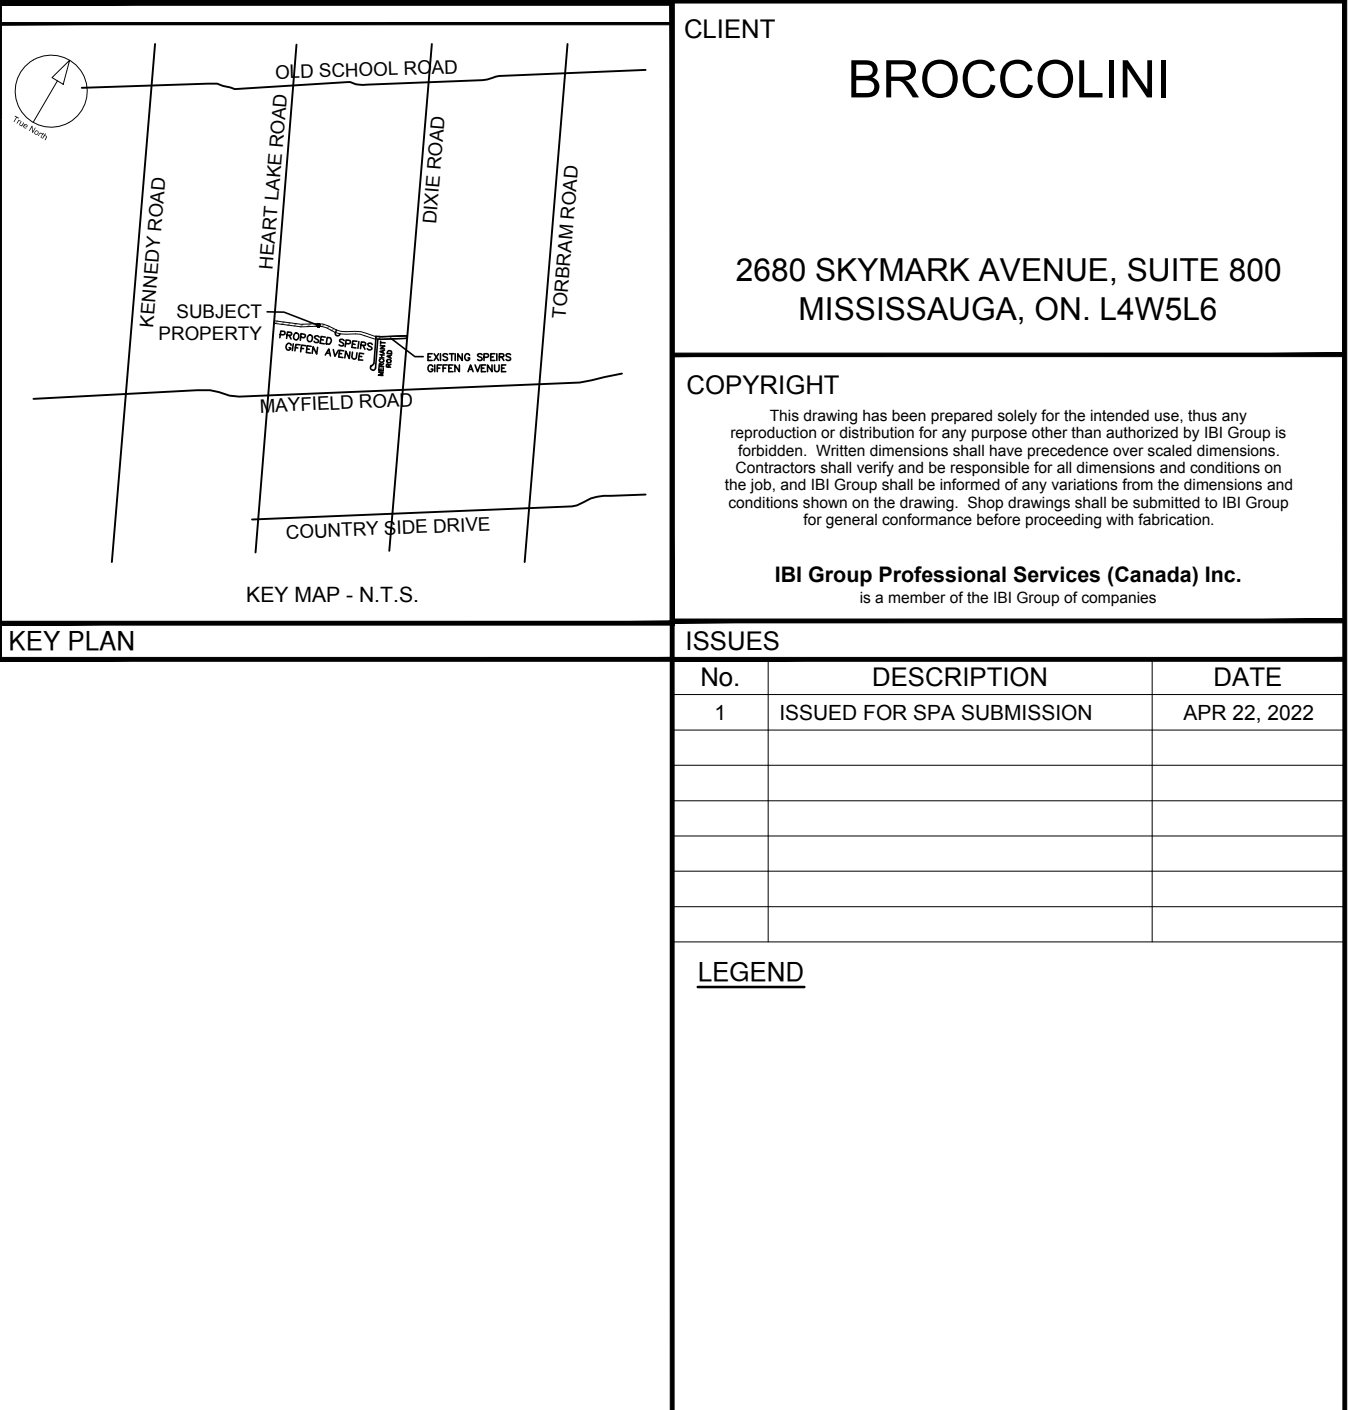 True North
OLD SCHOOL ROAD
KENNEDY ROAD
HEART LAKE ROAD
DIXIE ROAD
TORBRAM ROAD
SUBJECT
PROPERTY
PROPOSED SPEIRS
GIFFEN AVENUE
MERCHANT
ROAD
EXISTING SPEIRS
GIFFEN AVENUE
MAYFIELD ROAD
COUNTRY SIDE DRIVE
KEY MAP - N.T.S.
KEY PLAN
CLIENT
BROCCOLINI
2680 SKYMARK AVENUE, SUITE 800
MISSISSAUGA, ON. L4W5L6
COPYRIGHT
This drawing has been prepared solely for the intended use, thus any
reproduction or distribution for any purpose other than authorized by IBI Group is
forbidden. Written dimensions shall have precedence over scaled dimensions.
Contractors shall verify and be responsible for all dimensions and conditions on
the job, and IBI Group shall be informed of any variations from the dimensions and
conditions shown on the drawing. Shop drawings shall be submitted to IBI Group
for general conformance before proceeding with fabrication.
IBI Group Professional Services (Canada) Inc.
is a member of the IBI Group of companies
ISSUES
No. DESCRIPTION DATE
1 ISSUED FOR SPA SUBMISSION APR 22, 2022
LEGEND